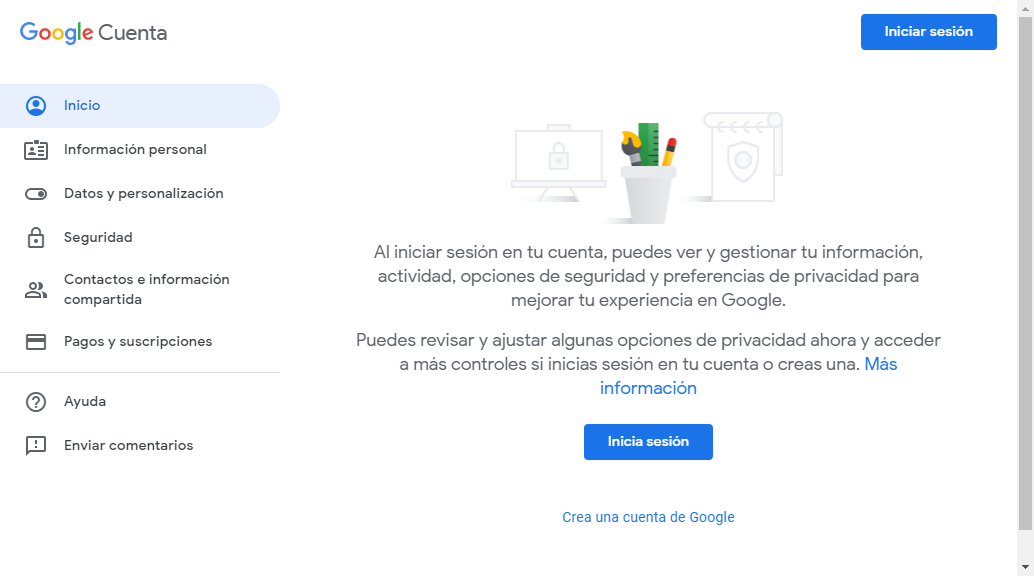 Google Cuenta
Iniciar sesión
Inicio
Información personal
Datos y personalización
Seguridad
Contactos e información
compartida
Pagos y suscripciones
Ayuda
Enviar comentarios
Al iniciar sesión en tu cuenta, puedes ver y gestionar tu información,
actividad, opciones de seguridad y preferencias de privacidad para
mejorar tu experiencia en Google.
Puedes revisar y ajustar algunas opciones de privacidad ahora y acceder
a más controles si inicias sesión en tu cuenta o creas una. Más
información
Inicia sesión
Crea una cuenta de Google